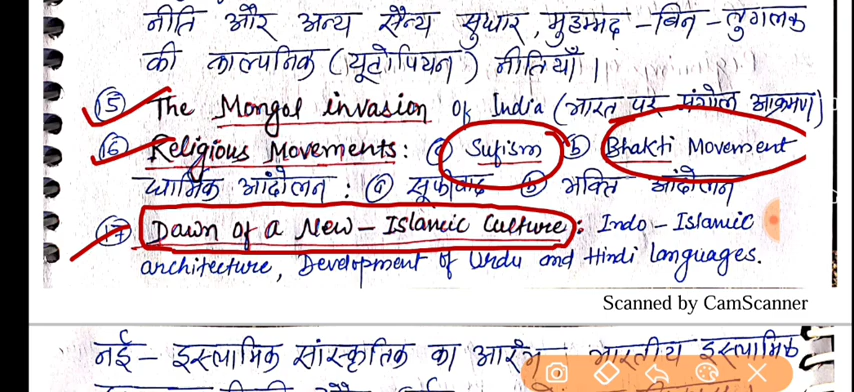 नीति और अन्य सैन्य सुधार, मुहम्मद-बिन-तुगलक
की काल्पनिक (यूटोपियन) नीतियाँ।
(15) The Mongol invasion of India (भारत पर मंगोल आक्रमण)
(16) Religious Movements: (a) Sufism (b) Bhakti Movement
धार्मिक आंदोलन: (a) सूफीवाद (b) भक्ति आंदोलन
(17) Dawn of a New-Islamic Culture: Indo-Islamic
architecture, Development of Urdu and Hindi languages.
Scanned by CamScanner
नई-इस्लामिक सांस्कृतिक का आरंभ भारतीय इस्लामिक